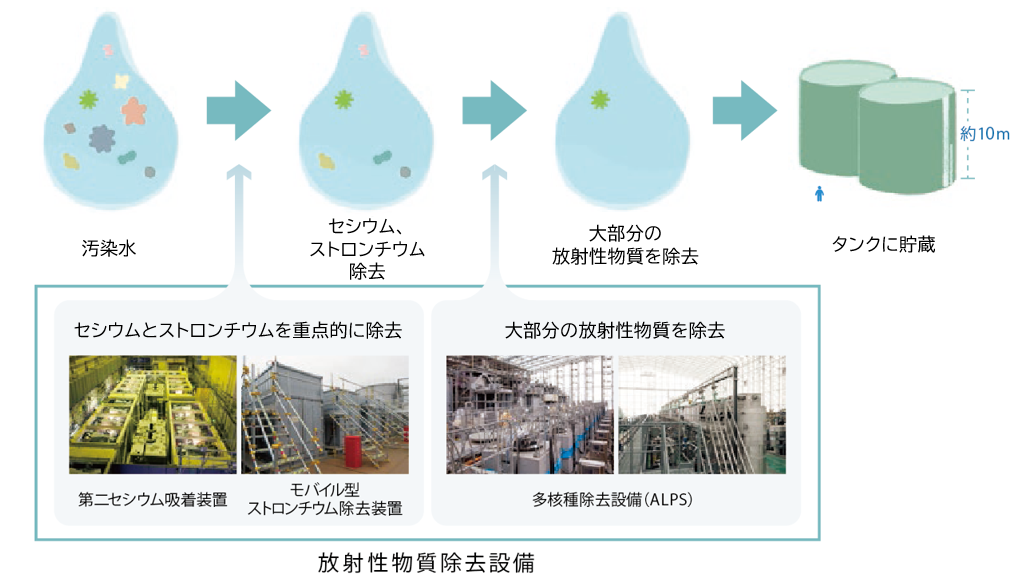 約10m
汚染水
セシウム、
ストロンチウム
除去
大部分の
放射性物質を除去
タンクに貯蔵
セシウムとストロンチウムを重点的に除去
大部分の放射性物質を除去
第二セシウム吸着装置
モバイル型
ストロンチウム除去装置
多核種除去設備（ALPS）
放射性物質除去設備